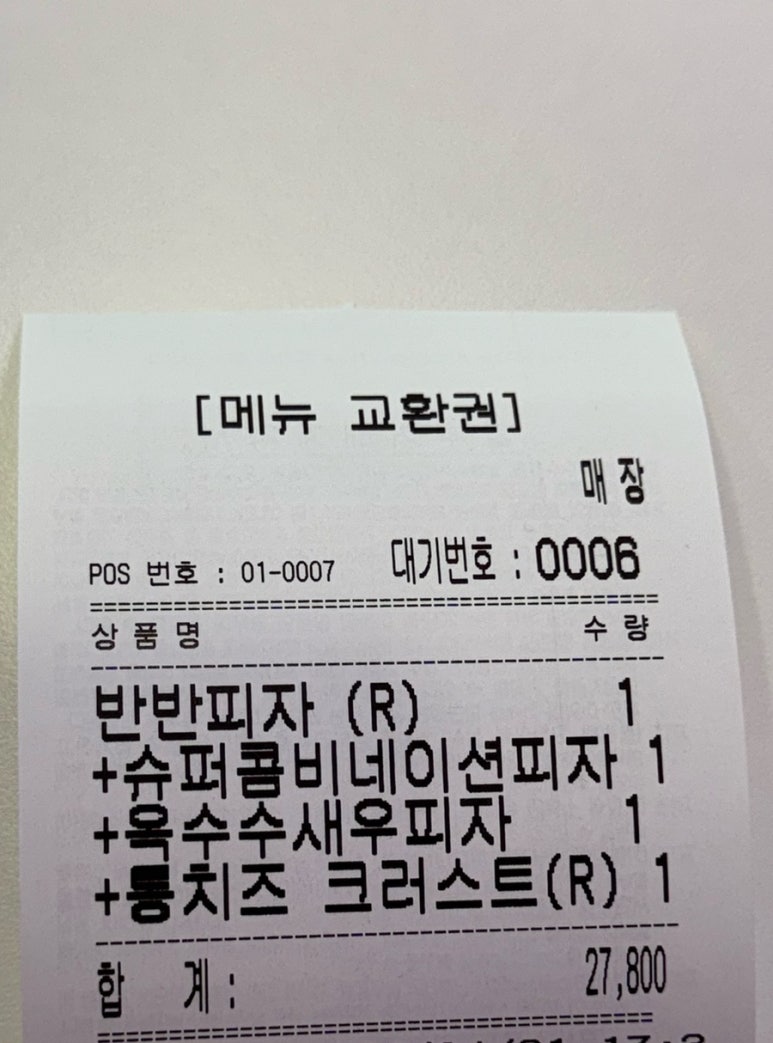 [메뉴 교환권]
매 장
POS 번호 : 01-0007 대기번호 : 0006
상 품 명 수 량
반반피자 (R) 1
+슈퍼콤비네이션피자 1
+옥수수새우피자 1
+통치즈 크러스트(R) 1
합 계 : 27,800